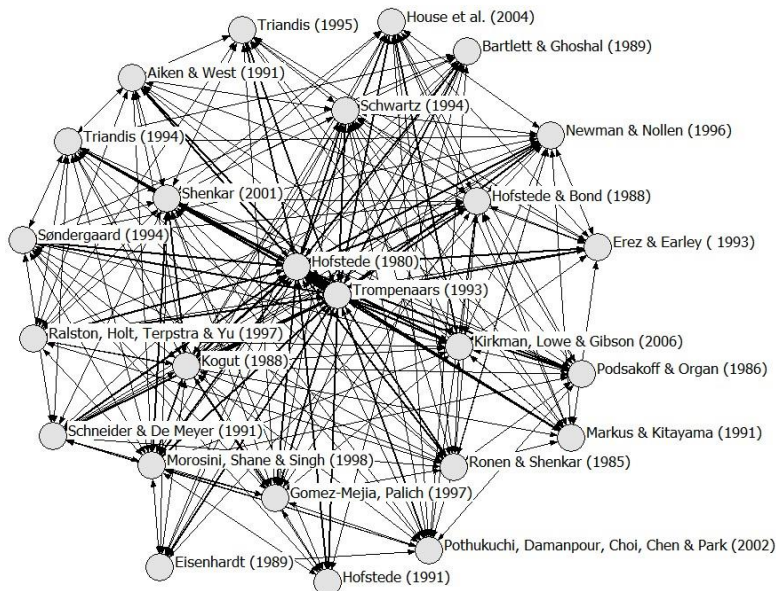 Triandis (1995)
House et al. (2004)
Bartlett & Ghoshal (1989)
Aiken & West (1991)
Schwartz (1994)
Newman & Nollen (1996)
Triandis (1994)
Shenkar (2001)
Hofstede & Bond (1988)
Søndergaard (1994)
Erez & Earley ( 1993)
Hofstede (1980)
Trompenaars (1993)
Ralston, Holt, Terpstra & Yu (1997)
Kirkman, Lowe & Gibson (2006)
Kogut (1988)
Podsakoff & Organ (1986)
Schneider & De Meyer (1991)
Markus & Kitayama (1991)
Morosini, Shane & Singh (1998)
Ronen & Shenkar (1985)
Gomez-Mejia, Palich (1997)
Pothukuchi, Damanpour, Choi, Chen & Park (2002)
Eisenhardt (1989)
Hofstede (1991)